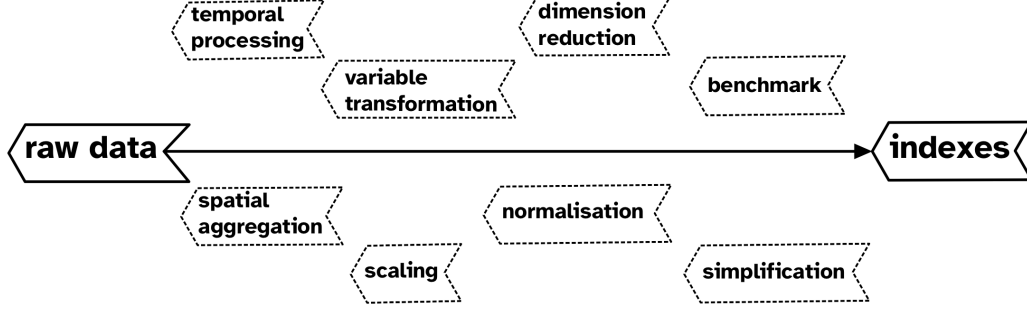 temporal
processing
dimension
reduction
variable
transformation
benchmark
raw data
indexes
spatial
aggregation
normalisation
scaling
simplification